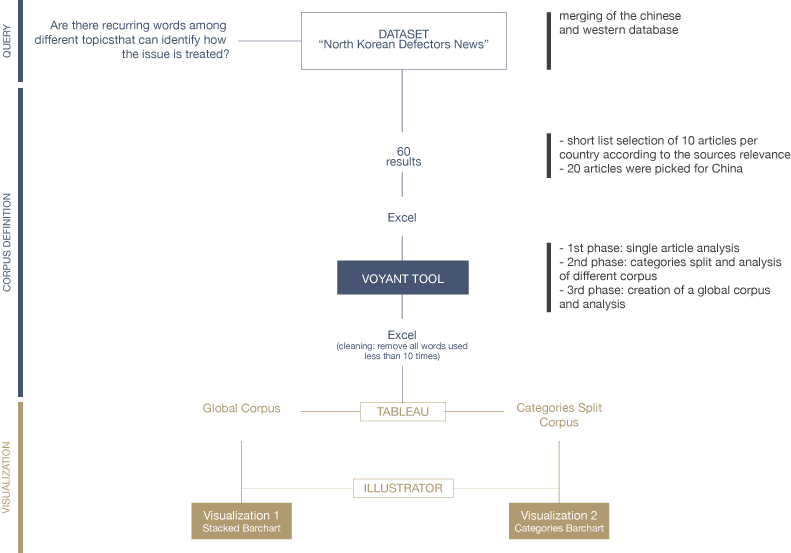 QUERY
Are there recurring words among
different topicsthat can identify how
the issue is treated?
DATASET
“North Korean Defectors News”
merging of the chinese
and western database
CORPUS DEFINITION
60
results
- short list selection of 10 articles per
country according to the sources relevance
- 20 articles were picked for China
Excel
VOYANT TOOL
- 1st phase: single article analysis
- 2nd phase: categories split and analysis
of different corpus
- 3rd phase: creation of a global corpus
and analysis
Excel
(cleaning: remove all words used
less than 10 times)
VISUALIZATION
Global Corpus
TABLEAU
Categories Split
Corpus
ILLUSTRATOR
Visualization 1
Stacked Barchart
Visualization 2
Categories Barchart